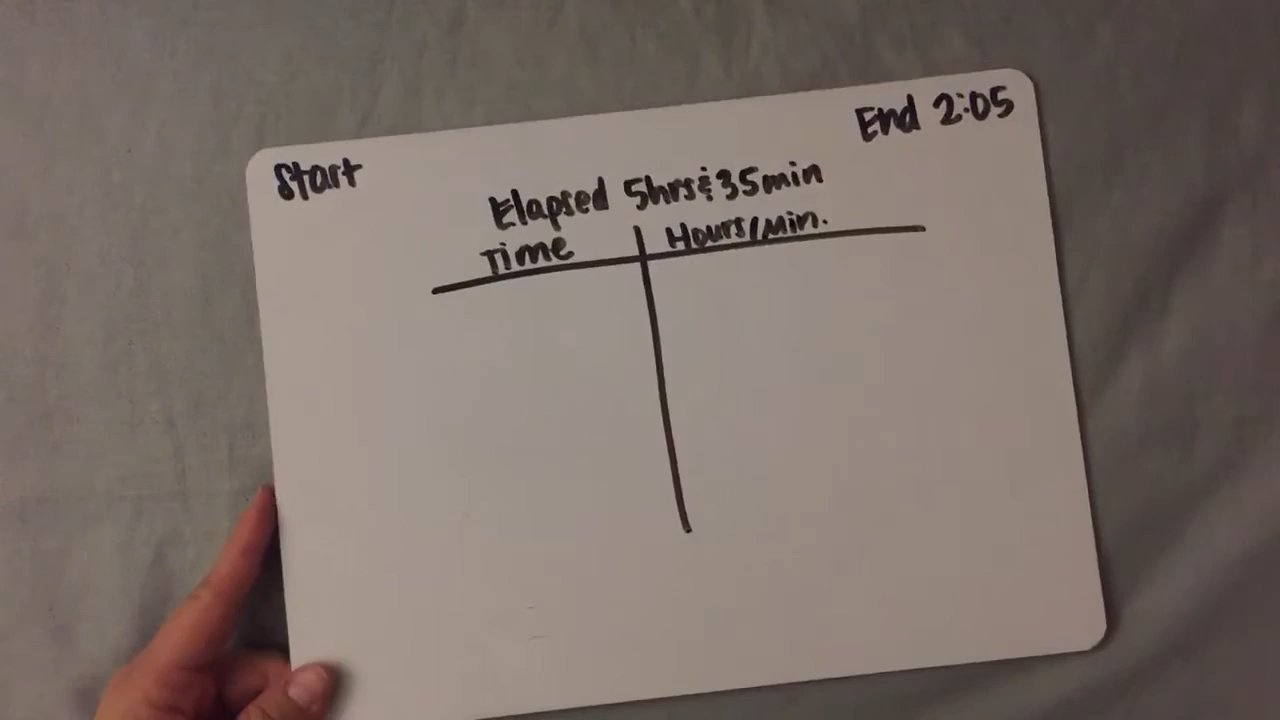 Start
End 2:05
Elapsed 5hrs & 35min
Time
Hours/Min.